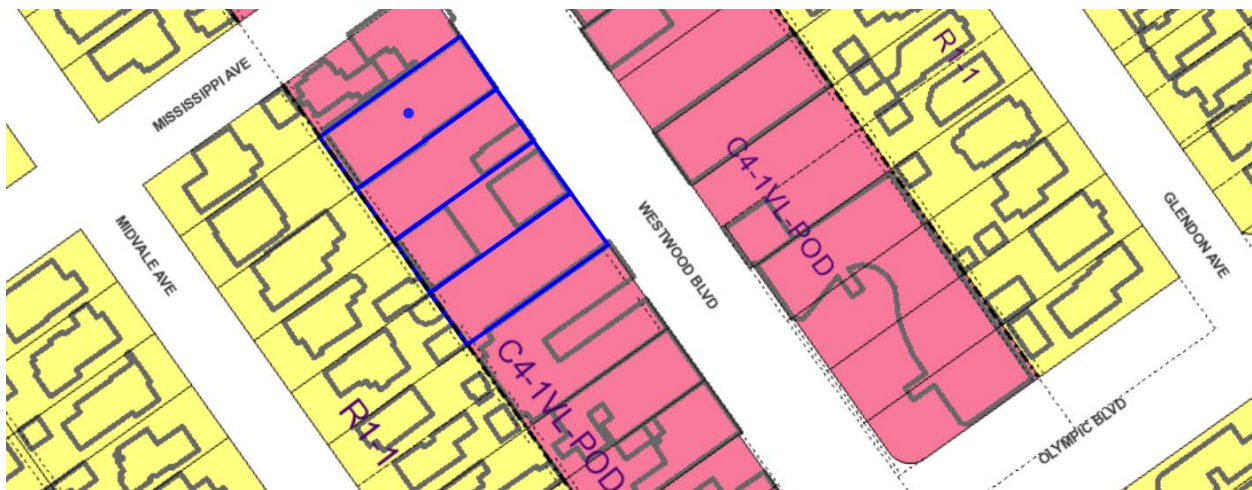 MISSISSIPPI AVE
R1-1
C4-1VL-POD
MIDVALE AVE
WESTWOOD BLVD
GLENDON AVE
C4-1VL-POD
R1-1
OLYMPIC BLVD